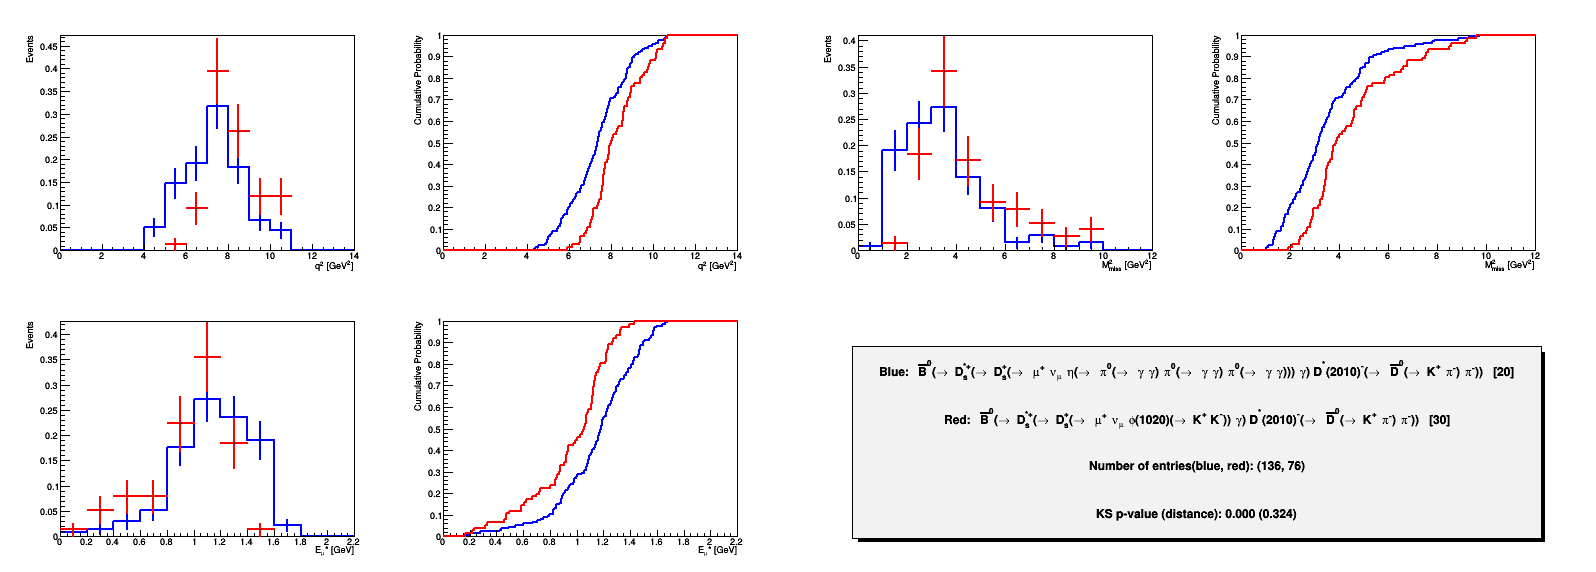 Events
0.45
0.4
0.35
0.3
0.25
0.2
0.15
0.1
0.05
0
0 2 4 6 8 10 12 14
q² [GeV²]
Cumulative Probability
1
0.9
0.8
0.7
0.6
0.5
0.4
0.3
0.2
0.1
0
0 2 4 6 8 10 12 14
q² [GeV²]
Events
0.4
0.35
0.3
0.25
0.2
0.15
0.1
0.05
0
0 2 4 6 8 10 12
M²miss [GeV²]
Cumulative Probability
1
0.9
0.8
0.7
0.6
0.5
0.4
0.3
0.2
0.1
0
0 2 4 6 8 10 12
M²miss [GeV²]
Events
0.4
0.35
0.3
0.25
0.2
0.15
0.1
0.05
0
0 0.2 0.4 0.6 0.8 1 1.2 1.4 1.6 1.8 2 2.2
Eμ* [GeV]
Cumulative Probability
1
0.9
0.8
0.7
0.6
0.5
0.4
0.3
0.2
0.1
0
0 0.2 0.4 0.6 0.8 1 1.2 1.4 1.6 1.8 2 2.2
Eμ* [GeV]
Blue: B̅⁰(→ Dₛ*⁺(→ Dₛ⁺(→ μ⁺ νμ η(→ π⁰(→ γ γ) π⁰(→ γ γ) π⁰(→ γ γ))) γ) D*(2010)⁻(→ D̅⁰(→ K⁺ π⁻) π⁻)) [20]
Red: B̅⁰(→ Dₛ*⁺(→ Dₛ⁺(→ μ⁺ νμ ϕ(1020)(→ K⁺ K⁻)) γ) D*(2010)⁻(→ D̅⁰(→ K⁺ π⁻) π⁻)) [30]
Number of entries(blue, red): (136, 76)
KS p-value (distance): 0.000 (0.324)